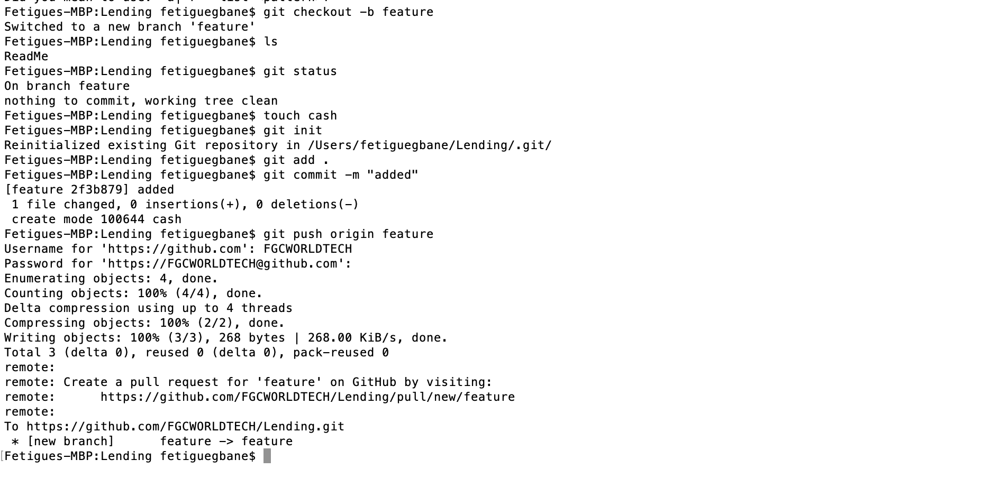 Fetigues-MBP:Lending fetiguegbane$ git checkout -b feature
Switched to a new branch 'feature'
Fetigues-MBP:Lending fetiguegbane$ ls
ReadMe
Fetigues-MBP:Lending fetiguegbane$ git status
On branch feature
nothing to commit, working tree clean
Fetigues-MBP:Lending fetiguegbane$ touch cash
Fetigues-MBP:Lending fetiguegbane$ git init
Reinitialized existing Git repository in /Users/fetiguegbane/Lending/.git/
Fetigues-MBP:Lending fetiguegbane$ git add .
Fetigues-MBP:Lending fetiguegbane$ git commit -m "added"
[feature 2f3b879] added
 1 file changed, 0 insertions(+), 0 deletions(-)
 create mode 100644 cash
Fetigues-MBP:Lending fetiguegbane$ git push origin feature
Username for 'https://github.com': FGCWORLDTECH
Password for 'https://FGCWORLDTECH@github.com':
Enumerating objects: 4, done.
Counting objects: 100% (4/4), done.
Delta compression using up to 4 threads
Compressing objects: 100% (2/2), done.
Writing objects: 100% (3/3), 268 bytes | 268.00 KiB/s, done.
Total 3 (delta 0), reused 0 (delta 0), pack-reused 0
remote:
remote: Create a pull request for 'feature' on GitHub by visiting:
remote:      https://github.com/FGCWORLDTECH/Lending/pull/new/feature
remote:
To https://github.com/FGCWORLDTECH/Lending.git
 * [new branch]      feature -> feature
[Fetigues-MBP:Lending fetiguegbane$